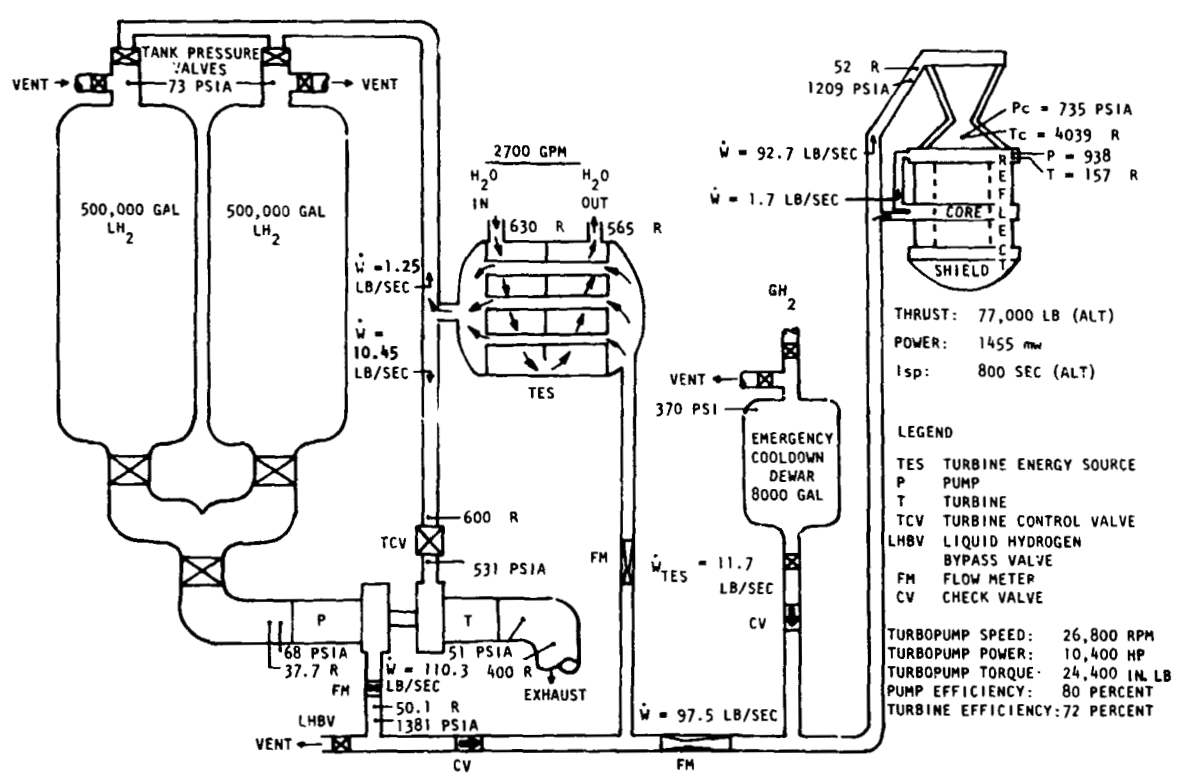 TANK PRESSURE
VALVES
VENT
73 PSIA
VENT
500,000 GAL
LH2
500,000 GAL
LH2
2700 GPM
H2O
IN
H2O
OUT
630 R
565 R
Ẇ =1.25
LB/SEC
Ẇ =
10.45
LB/SEC
TES
600 R
TCV
531 PSIA
P
T
68 PSIA
37.7 R
51 PSIA
400 R
EXHAUST
Ẇ = 110.3
LB/SEC
FM
50.1 R
1381 PSIA
LHBV
VENT
CV
FM
ẆTES = 11.7
LB/SEC
Ẇ = 97.5 LB/SEC
FM
GH2
VENT
370 PSI
EMERGENCY
COOLDOWN
DEWAR
8000 GAL
CV
52 R
1209 PSIA
Ẇ = 92.7 LB/SEC
Ẇ = 1.7 LB/SEC
Pc = 735 PSIA
Tc = 4039 R
P = 938
T = 157 R
REFLECT
CORE
SHIELD
THRUST: 77,000 LB (ALT)
POWER: 1455 mw
Isp: 800 SEC (ALT)
LEGEND
TES TURBINE ENERGY SOURCE
P PUMP
T TURBINE
TCV TURBINE CONTROL VALVE
LHBV LIQUID HYDROGEN
BYPASS VALVE
FM FLOW METER
CV CHECK VALVE
TURBOPUMP SPEED: 26,800 RPM
TURBOPUMP POWER: 10,400 HP
TURBOPUMP TORQUE: 24,400 IN.LB
PUMP EFFICIENCY: 80 PERCENT
TURBINE EFFICIENCY:72 PERCENT